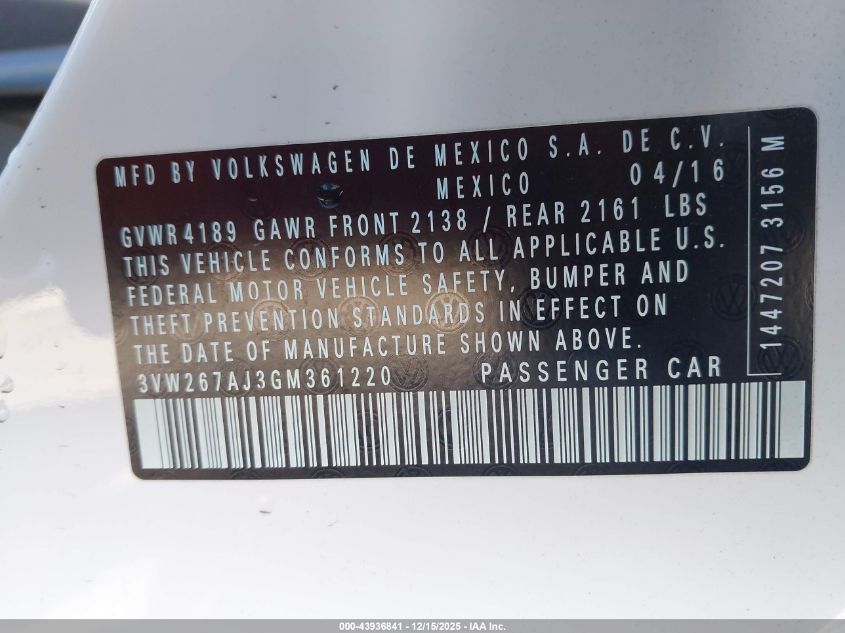 MFD BY VOLKSWAGEN DE MEXICO S.A. DE C.V.
MEXICO 04/16
GVWR4189 GAWR FRONT 2138 / REAR 2161 LBS
THIS VEHICLE CONFORMS TO ALL APPLICABLE U.S.
FEDERAL MOTOR VEHICLE SAFETY, BUMPER AND
THEFT PREVENTION STANDARDS IN EFFECT ON
THE DATE OF MANUFACTURE SHOWN ABOVE.
3VW267AJ3GM361220 PASSENGER CAR
1447207 3156 M
000-43936841 - 12/15/2025 - IAA Inc.